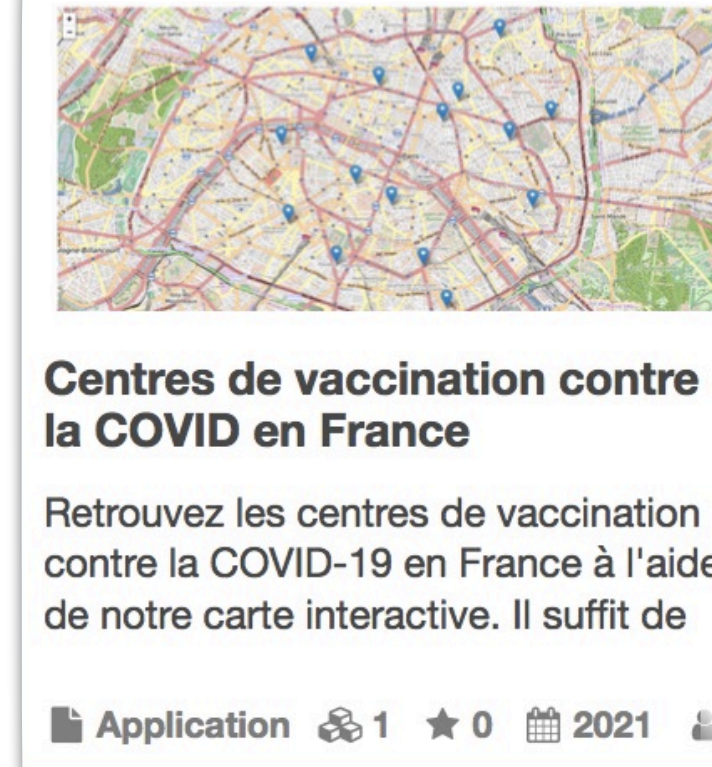 Centres de vaccination contre
la COVID en France
Retrouvez les centres de vaccination
contre la COVID-19 en France à l'aide
de notre carte interactive. Il suffit de
Application 1 0 2021